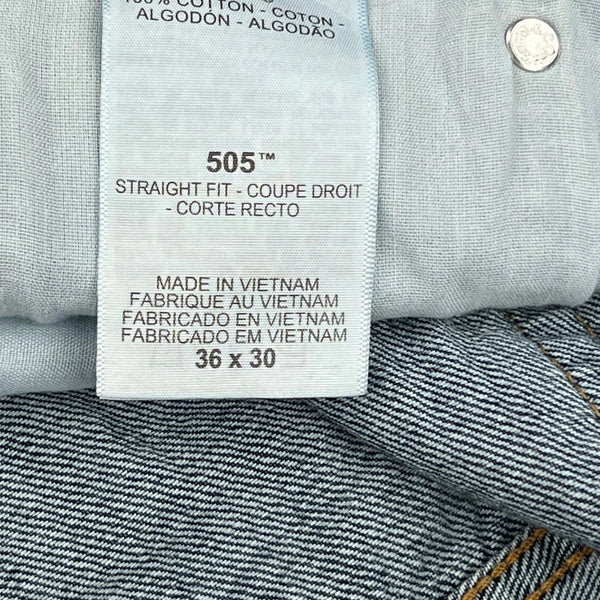 100% COTTON - COTON -
ALGODÓN - ALGODÃO
505™
STRAIGHT FIT - COUPE DROIT
- CORTE RECTO
MADE IN VIETNAM
FABRIQUE AU VIETNAM
FABRICADO EN VIETNAM
FABRICADO EM VIETNAM
36 x 30